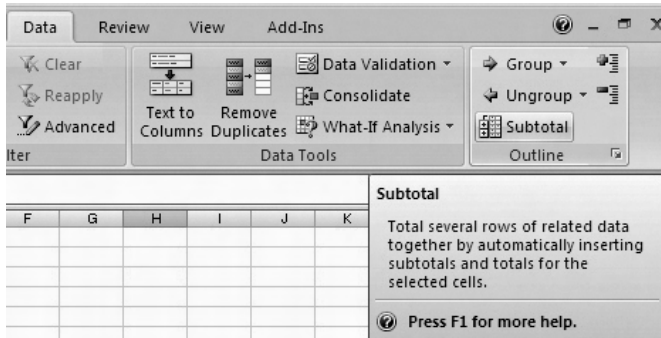 Data Review View Add-Ins
Clear
Reapply
Advanced
lter
Text to Columns
Remove Duplicates
Data Validation
Consolidate
What-If Analysis
Data Tools
Group
Ungroup
Subtotal
Outline
F G H I J K
Subtotal
Total several rows of related data
together by automatically inserting
subtotals and totals for the
selected cells.
Press F1 for more help.